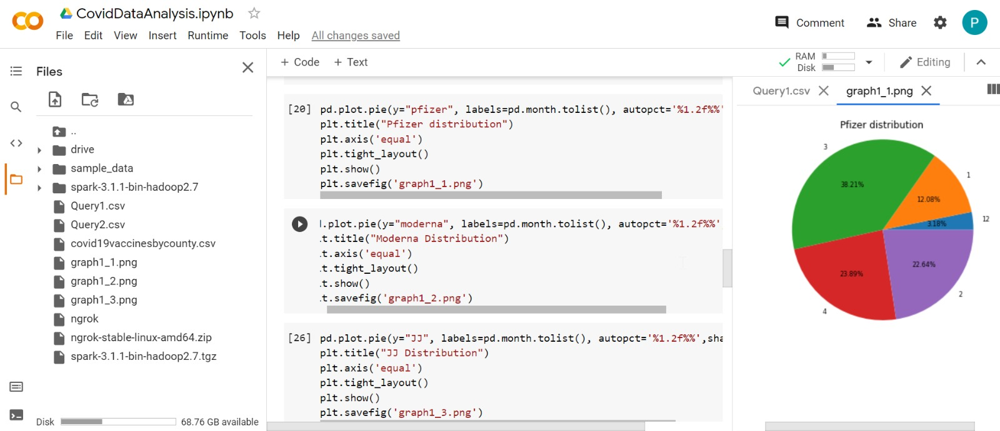 CovidDataAnalysis.ipynb
File Edit View Insert Runtime Tools Help All changes saved
Comment Share P
Files
+ Code + Text
RAM
Disk
Editing
..
drive
sample_data
spark-3.1.1-bin-hadoop2.7
Query1.csv
Query2.csv
covid19vaccinesbycounty.csv
graph1_1.png
graph1_2.png
graph1_3.png
ngrok
ngrok-stable-linux-amd64.zip
spark-3.1.1-bin-hadoop2.7.tgz
Disk 68.76 GB available
[20] pd.plot.pie(y="pfizer", labels=pd.month.tolist(), autopct='%1.2f%%'
plt.title("Pfizer distribution")
plt.axis('equal')
plt.tight_layout()
plt.show()
plt.savefig('graph1_1.png')
l.plot.pie(y="moderna", labels=pd.month.tolist(), autopct='%1.2f%%'
.t.title("Moderna Distribution")
.t.axis('equal')
.t.tight_layout()
.t.show()
.t.savefig('graph1_2.png')
[26] pd.plot.pie(y="JJ", labels=pd.month.tolist(), autopct='%1.2f%%',sha
plt.title("JJ Distribution")
plt.axis('equal')
plt.tight_layout()
plt.show()
plt.savefig('graph1_3.png')
Query1.csv graph1_1.png
Pfizer distribution
3
1
38.21%
12.08%
12
3.18%
22.64%
23.89%
2
4